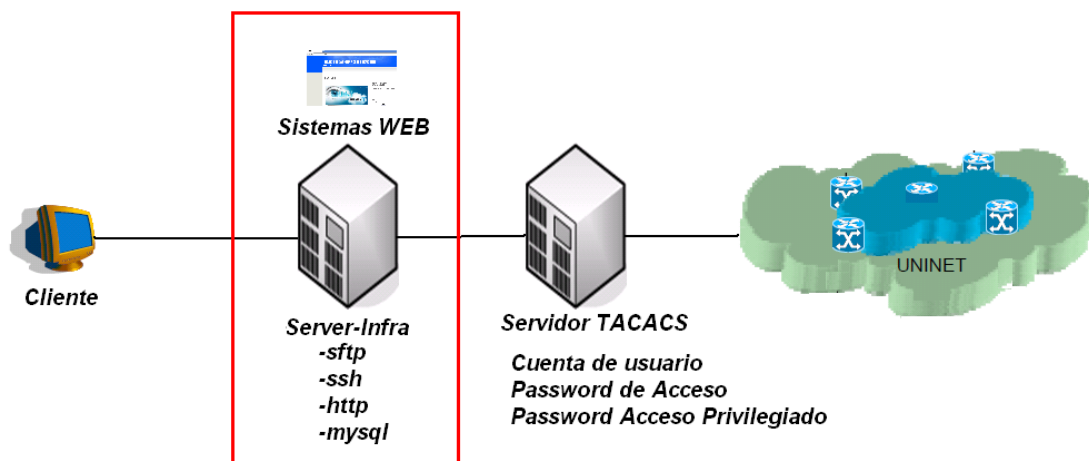 Sistemas WEB
Cliente
Server-Infra
-sftp
-ssh
-http
-mysql
Servidor TACACS
Cuenta de usuario
Password de Acceso
Password Acceso Privilegiado
UNINET